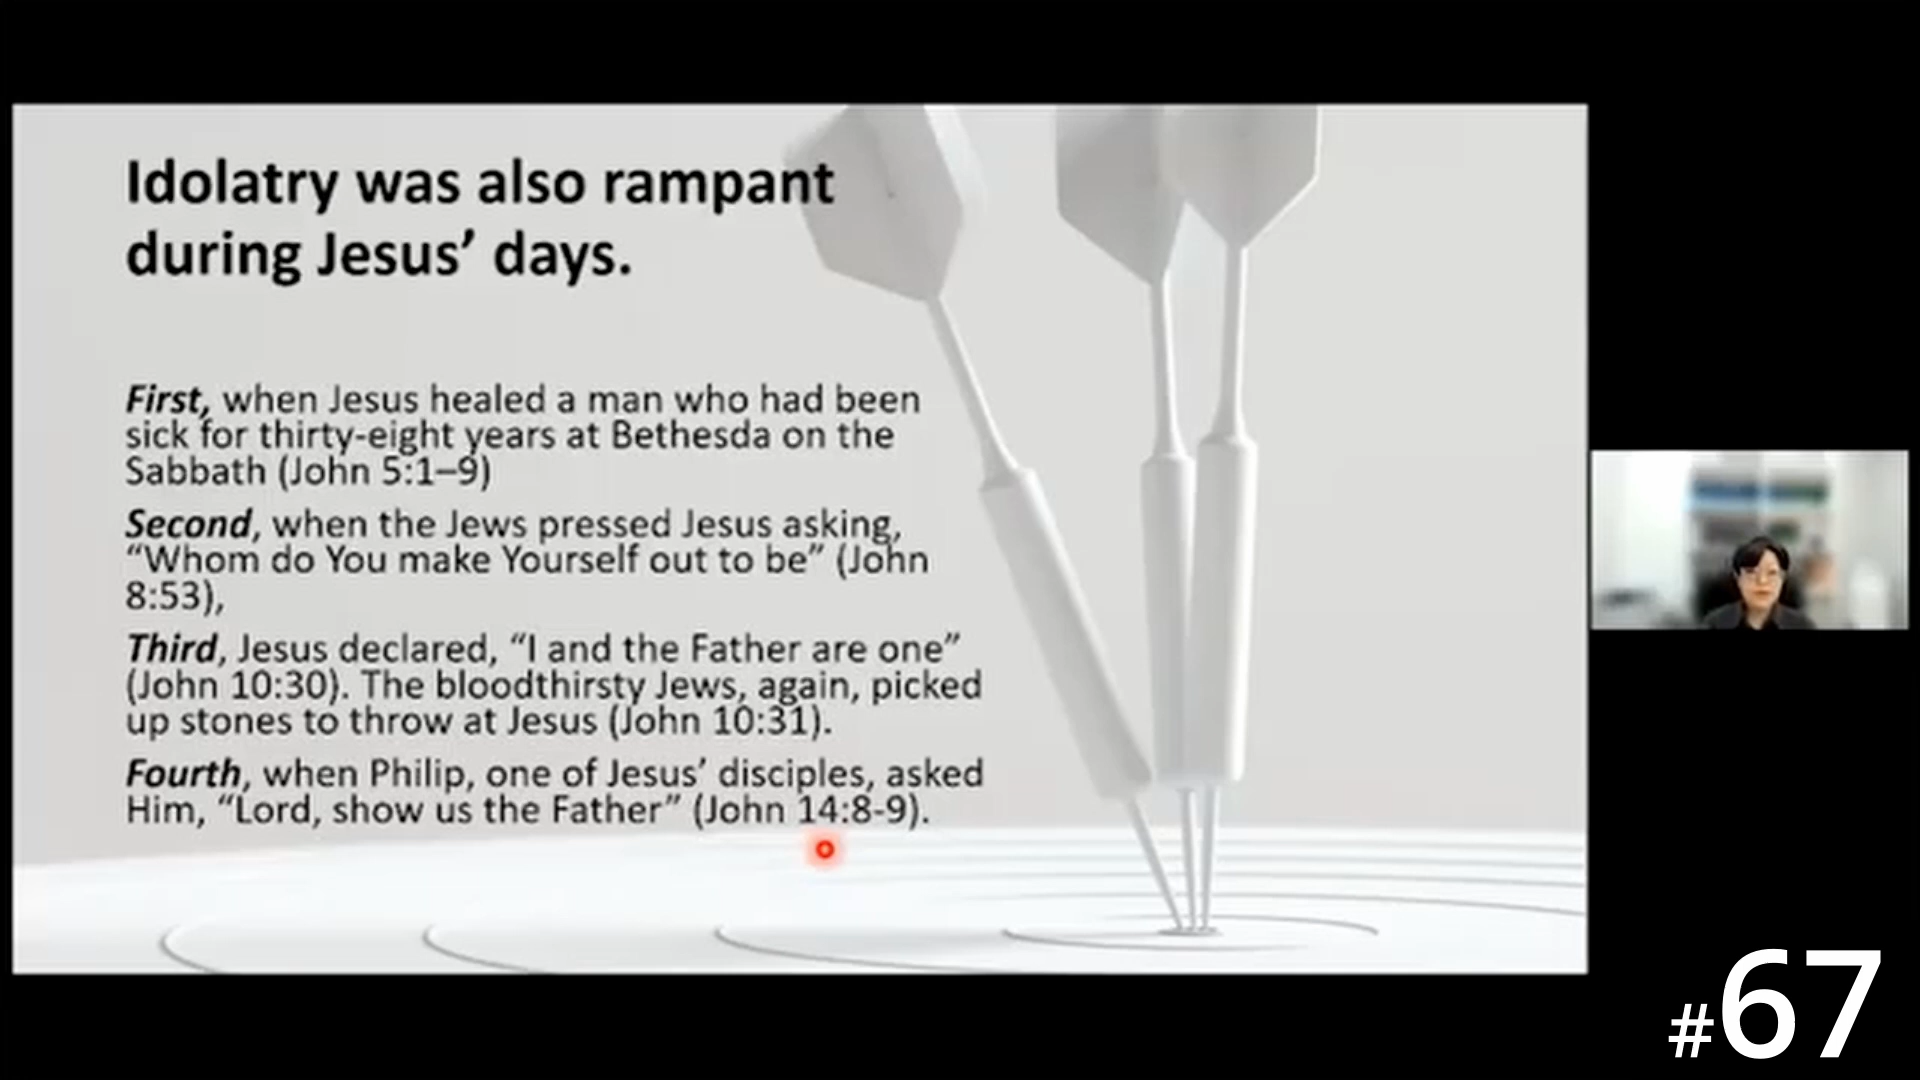 Idolatry was also rampant
during Jesus’ days.
First, when Jesus healed a man who had been
sick for thirty-eight years at Bethesda on the
Sabbath (John 5:1–9)
Second, when the Jews pressed Jesus asking,
“Whom do You make Yourself out to be” (John
8:53),
Third, Jesus declared, “I and the Father are one”
(John 10:30). The bloodthirsty Jews, again, picked
up stones to throw at Jesus (John 10:31).
Fourth, when Philip, one of Jesus’ disciples, asked
Him, “Lord, show us the Father” (John 14:8-9).
#67